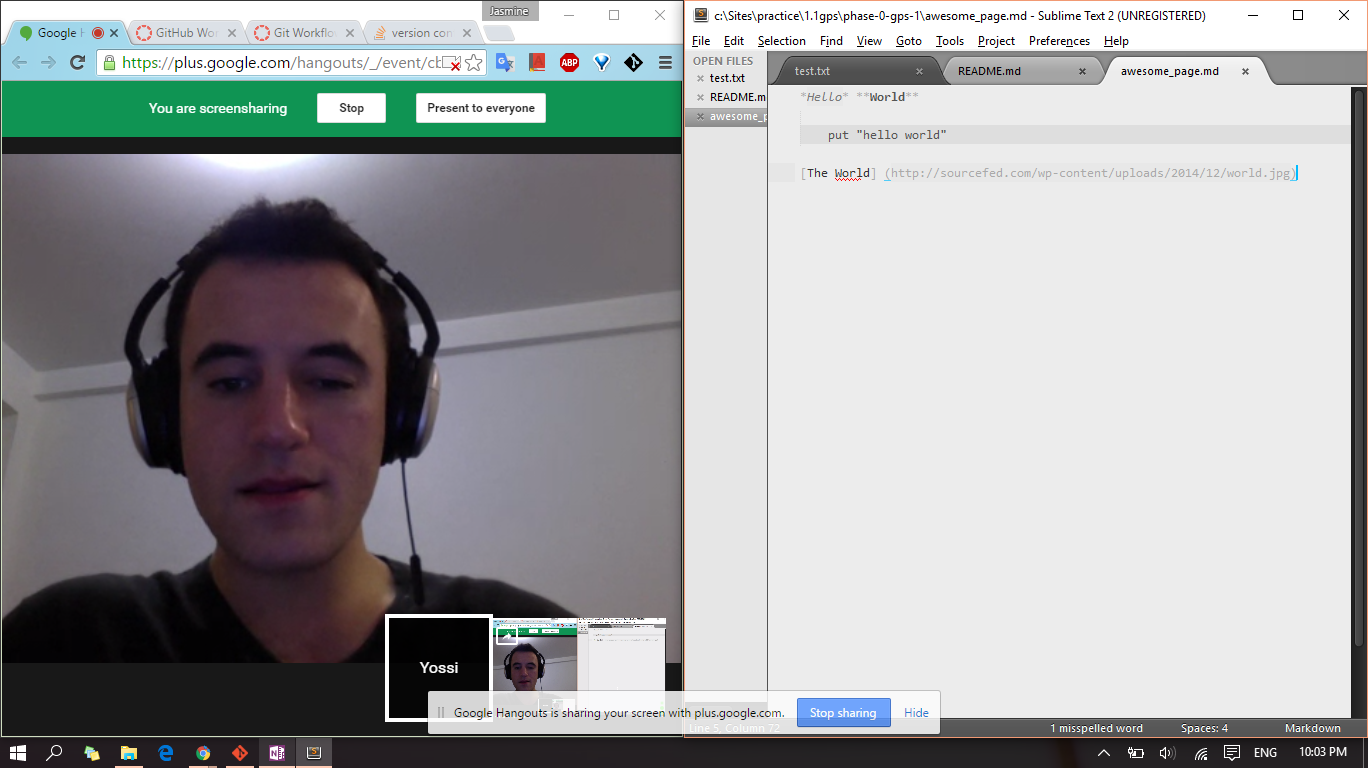 Jasmine
Google H
GitHub Wor
Git Workflo
version con
https://plus.google.com/hangouts/_/event/cb
ABP
You are screensharing
Stop
Present to everyone
Yossi
Google Hangouts is sharing your screen with plus.google.com.
Stop sharing
Hide
c:\Sites\practice\1.1gps\phase-0-gps-1\awesome_page.md - Sublime Text 2 (UNREGISTERED)
File Edit Selection Find View Goto Tools Project Preferences Help
OPEN FILES
test.txt
README.m
awesome_p
test.txt
README.md
awesome_page.md
*Hello* **World**
put "hello world"
[The World] (http://sourcefed.com/wp-content/uploads/2014/12/world.jpg)
Line 5, Column 72
1 misspelled word
Spaces: 4
Markdown
ENG
10:03 PM